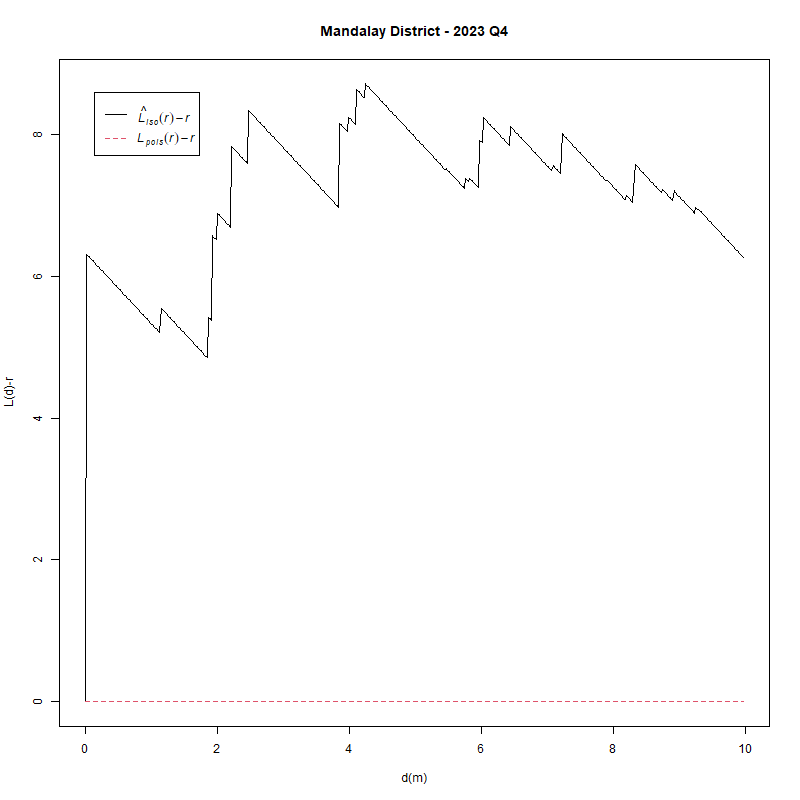 Mandalay District - 2023 Q4
L̂iso(r)−r
Lpois(r)−r
L(d)-r
8
6
4
2
0
0 2 4 6 8 10
d(m)